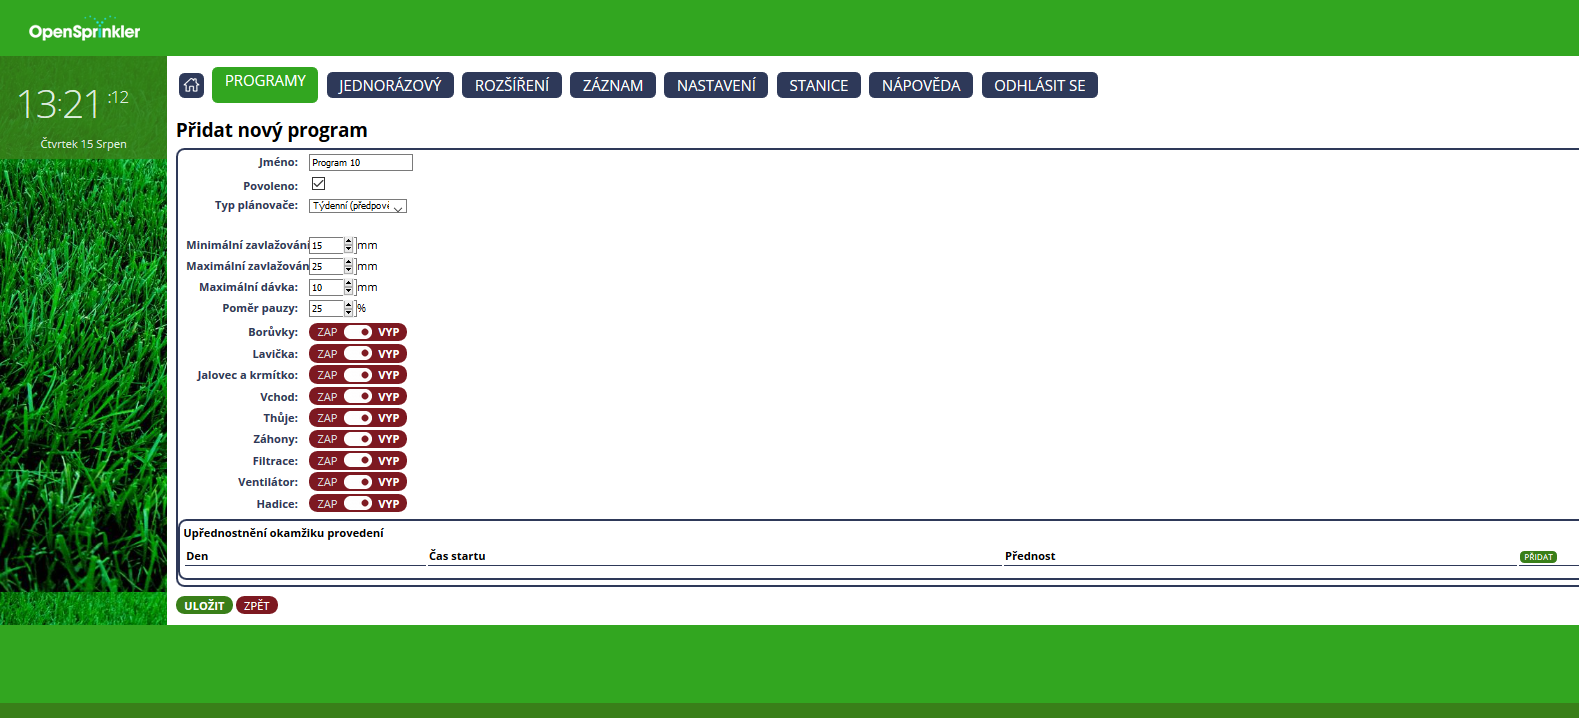 OpenSprinkler
13:21 :12
Čtvrtek 15 Srpen
PROGRAMY JEDNORÁZOVÝ ROZŠÍŘENÍ ZÁZNAM NASTAVENÍ STANICE NÁPOVĚDA ODHLÁSIT SE
Přidat nový program
Jméno: Program 10
Povoleno:
Typ plánovače: Týdenní (předpově
Minimální zavlažování 15 mm
Maximální zavlažován 25 mm
Maximální dávka: 10 mm
Poměr pauzy: 25 %
Borůvky: ZAP VYP
Lavička: ZAP VYP
Jalovec a krmítko: ZAP VYP
Vchod: ZAP VYP
Thůje: ZAP VYP
Záhony: ZAP VYP
Filtrace: ZAP VYP
Ventilátor: ZAP VYP
Hadice: ZAP VYP
Upřednostnění okamžiku provedení
Den Čas startu Přednost PŘIDAT
ULOŽIT ZPĚT